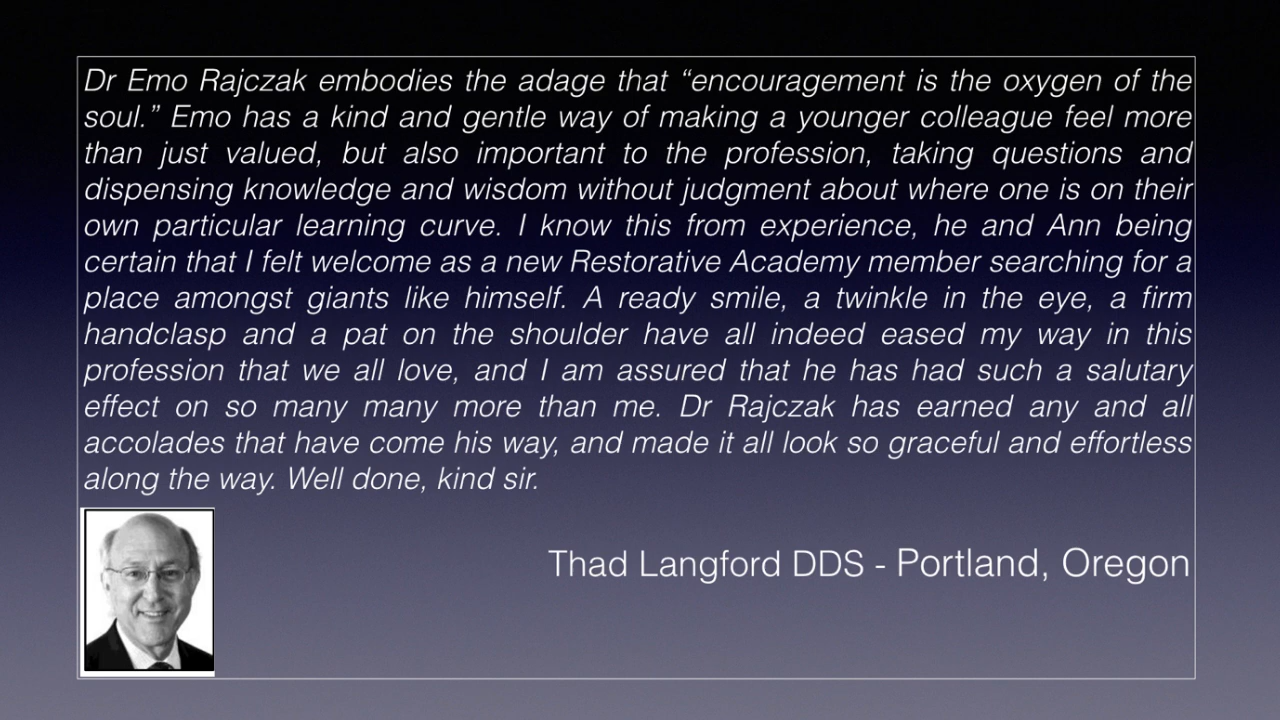 Dr Emo Rajczak embodies the adage that “encouragement is the oxygen of the
soul.” Emo has a kind and gentle way of making a younger colleague feel more
than just valued, but also important to the profession, taking questions and
dispensing knowledge and wisdom without judgment about where one is on their
own particular learning curve. I know this from experience, he and Ann being
certain that I felt welcome as a new Restorative Academy member searching for a
place amongst giants like himself. A ready smile, a twinkle in the eye, a firm
handclasp and a pat on the shoulder have all indeed eased my way in this
profession that we all love, and I am assured that he has had such a salutary
effect on so many many more than me. Dr Rajczak has earned any and all
accolades that have come his way, and made it all look so graceful and effortless
along the way. Well done, kind sir.
Thad Langford DDS - Portland, Oregon